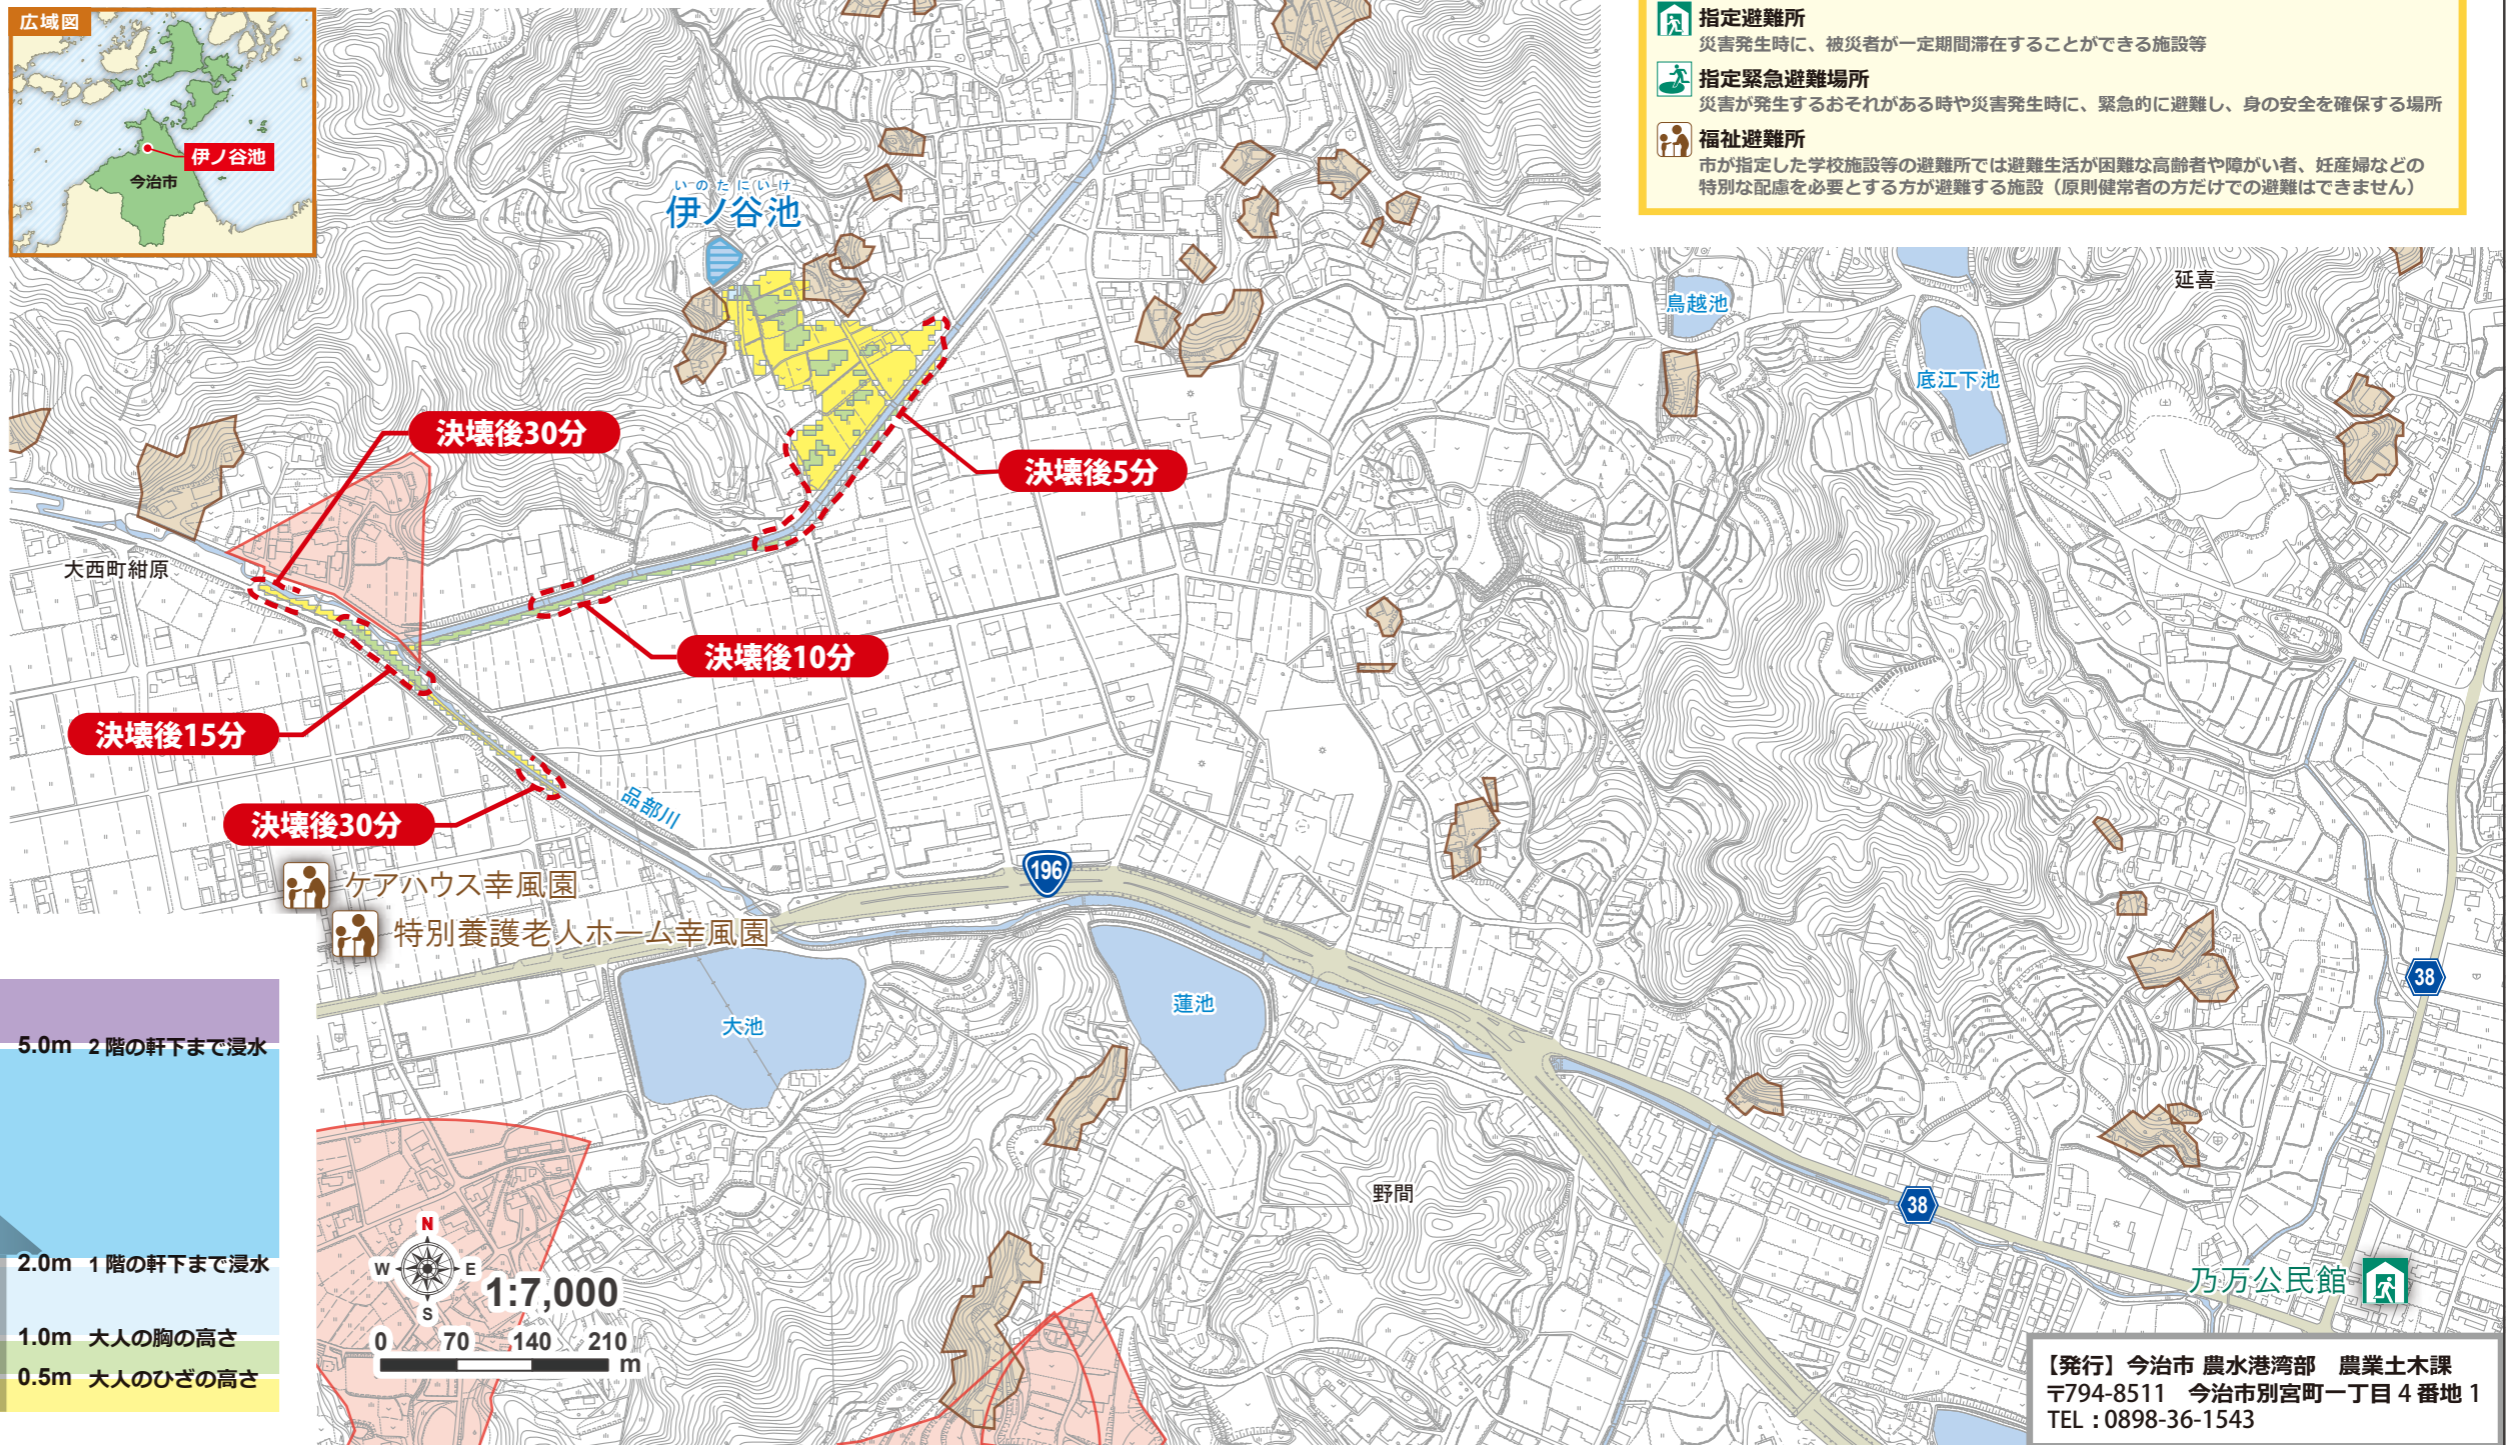 広域図
伊ノ谷池
今治市
指定避難所
災害発生時に、被災者が一定期間滞在することができる施設等
指定緊急避難場所
災害が発生するおそれがある時や災害発生時に、緊急的に避難し、身の安全を確保する場所
福祉避難所
市が指定した学校施設等の避難所では避難生活が困難な高齢者や障がい者、妊産婦などの
特別な配慮を必要とする方が避難する施設（原則健常者の方だけでの避難はできません）
いのたにいけ
伊ノ谷池
延喜
鳥越池
底江下池
決壊後30分
決壊後5分
大西町紺原
決壊後10分
決壊後15分
品部川
決壊後30分
196
ケアハウス幸風園
特別養護老人ホーム幸風園
38
蓮池
大池
5.0m 2階の軒下まで浸水
野間
38
2.0m 1階の軒下まで浸水
1.0m 大人の胸の高さ
0.5m 大人のひざの高さ
N
W E
S
1:7,000
0 70 140 210
m
乃万公民館
【発行】今治市 農水港湾部 農業土木課
〒794-8511 今治市別宮町一丁目4番地1
TEL：0898-36-1543